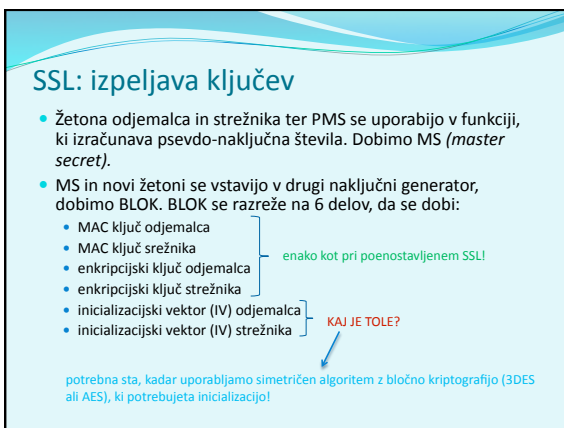 SSL: izpeljava ključev
Žetona odjemalca in strežnika ter PMS se uporabijo v funkciji,
ki izračunava psevdo-naključna števila. Dobimo MS (master
secret).
MS in novi žetoni se vstavijo v drugi naključni generator,
dobimo BLOK. BLOK se razreže na 6 delov, da se dobi:
MAC ključ odjemalca
MAC ključ srežnika
enkripcijski ključ odjemalca
enkripcijski ključ strežnika
enako kot pri poenostavljenem SSL!
inicializacijski vektor (IV) odjemalca
inicializacijski vektor (IV) strežnika
KAJ JE TOLE?
potrebna sta, kadar uporabljamo simetričen algoritem z bločno kriptografijo (3DES
ali AES), ki potrebujeta inicializacijo!